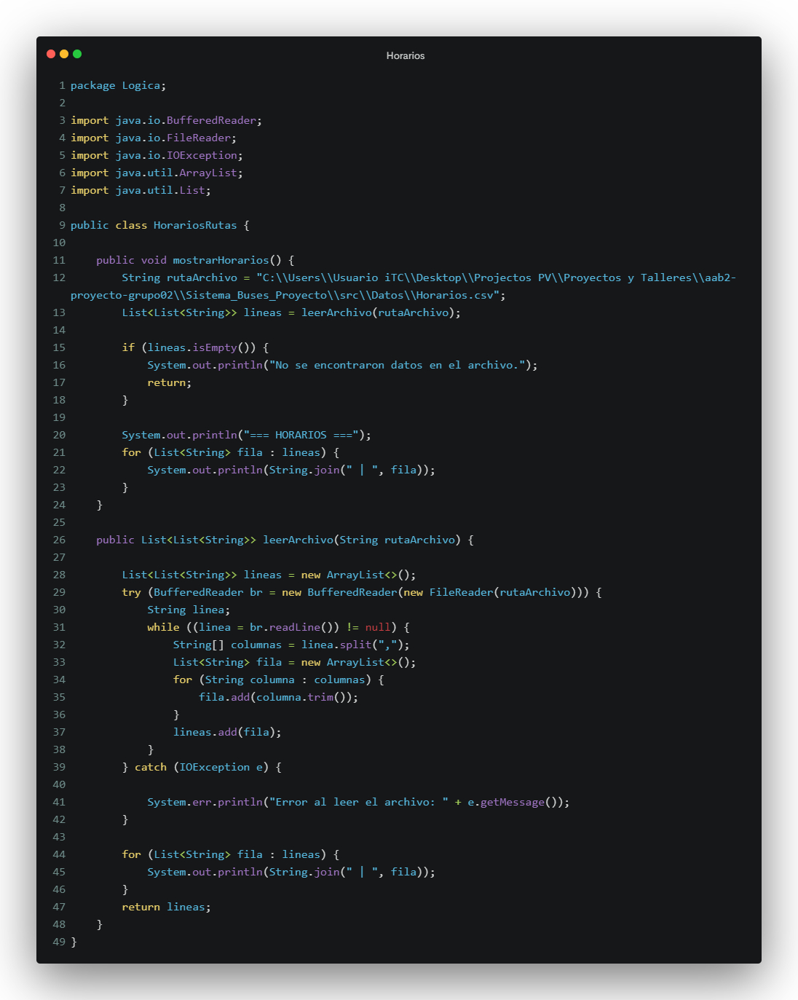 Horarios
1 package Logica;
2
3 import java.io.BufferedReader;
4 import java.io.FileReader;
5 import java.io.IOException;
6 import java.util.ArrayList;
7 import java.util.List;
8
9 public class HorariosRutas {
10
11     public void mostrarHorarios() {
12         String rutaArchivo = "C:\\Users\\Usuario iTC\\Desktop\\Projectos PV\\Proyectos y Talleres\\aab2-
proyecto-grupo02\\Sistema_Buses_Proyecto\\src\\Datos\\Horarios.csv";
13         List<List<String>> lineas = leerArchivo(rutaArchivo);
14
15         if (lineas.isEmpty()) {
16             System.out.println("No se encontraron datos en el archivo.");
17             return;
18         }
19
20         System.out.println("=== HORARIOS ===");
21         for (List<String> fila : lineas) {
22             System.out.println(String.join(" | ", fila));
23         }
24     }
25
26     public List<List<String>> leerArchivo(String rutaArchivo) {
27
28         List<List<String>> lineas = new ArrayList<>();
29         try (BufferedReader br = new BufferedReader(new FileReader(rutaArchivo))) {
30             String linea;
31             while ((linea = br.readLine()) != null) {
32                 String[] columnas = linea.split(",");
33                 List<String> fila = new ArrayList<>();
34                 for (String columna : columnas) {
35                     fila.add(columna.trim());
36                 }
37                 lineas.add(fila);
38             }
39         } catch (IOException e) {
40
41             System.err.println("Error al leer el archivo: " + e.getMessage());
42         }
43
44         for (List<String> fila : lineas) {
45             System.out.println(String.join(" | ", fila));
46         }
47         return lineas;
48     }
49 }